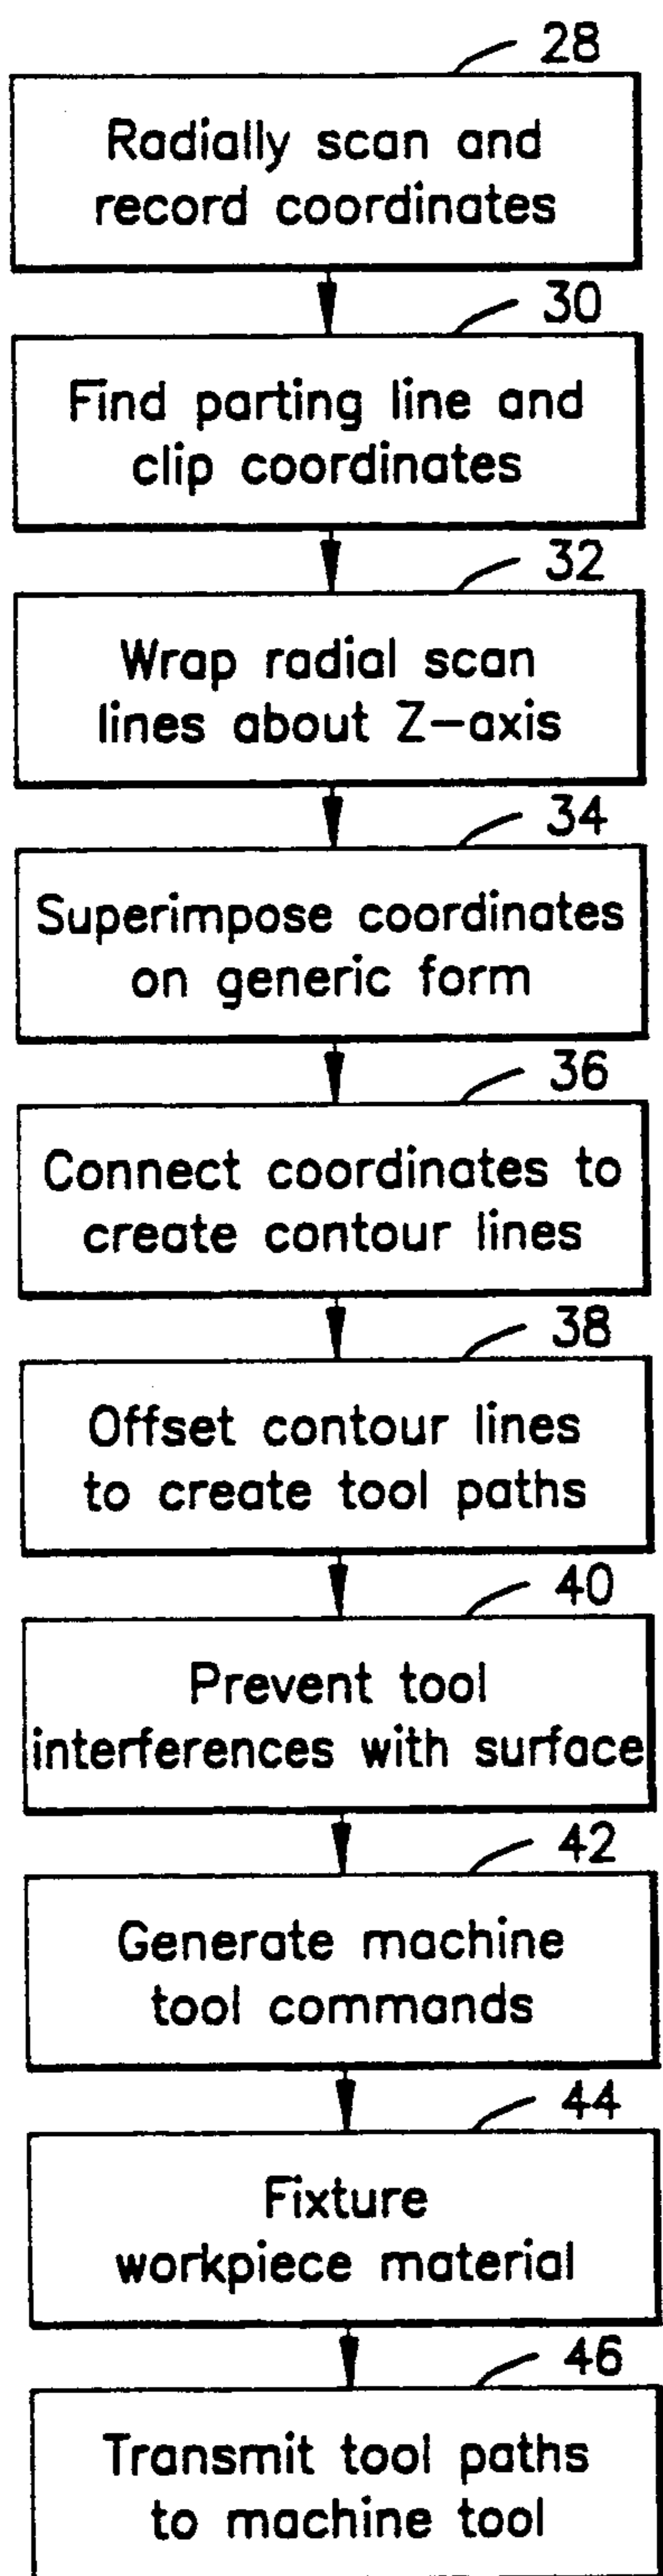 28
Radially scan and
record coordinates
30
Find parting line and
clip coordinates
32
Wrap radial scan
lines about Z-axis
34
Superimpose coordinates
on generic form
36
Connect coordinates to
create contour lines
38
Offset contour lines
to create tool paths
40
Prevent tool
interferences with surface
42
Generate machine
tool commands
44
Fixture
workpiece material
46
Transmit tool paths
to machine tool